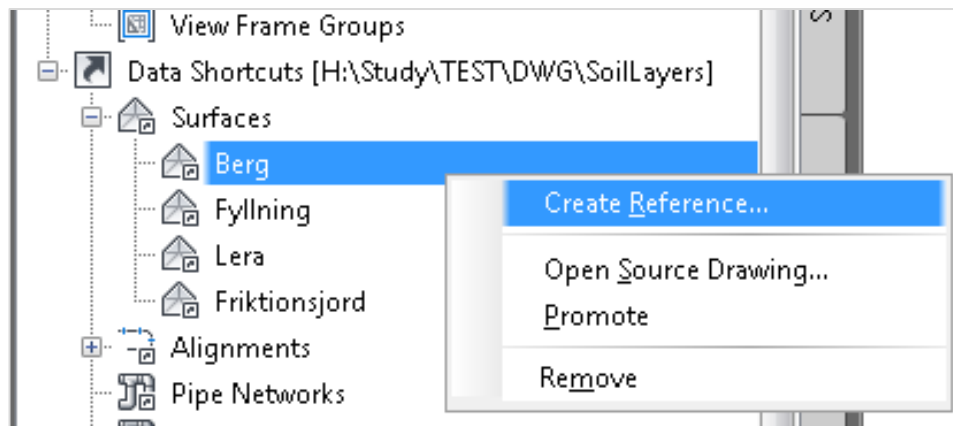 View Frame Groups
S
Data Shortcuts [H:\Study\TEST\DWG\SoilLayers]
Surfaces
Berg
Fyllning
Lera
Friktionsjord
Alignments
Pipe Networks
Create Reference...
Open Source Drawing...
Promote
Remove